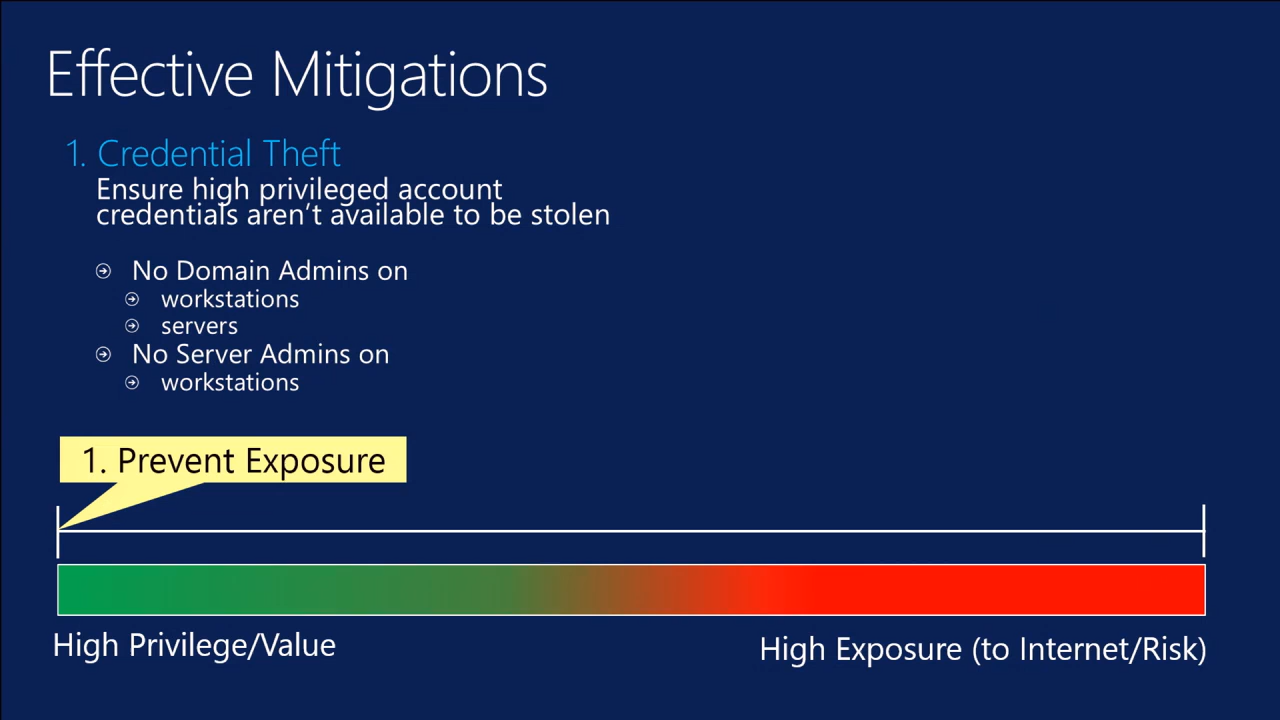 Effective Mitigations
1. Credential Theft
Ensure high privileged account
credentials aren't available to be stolen
No Domain Admins on
workstations
servers
No Server Admins on
workstations
1. Prevent Exposure
High Privilege/Value
High Exposure (to Internet/Risk)